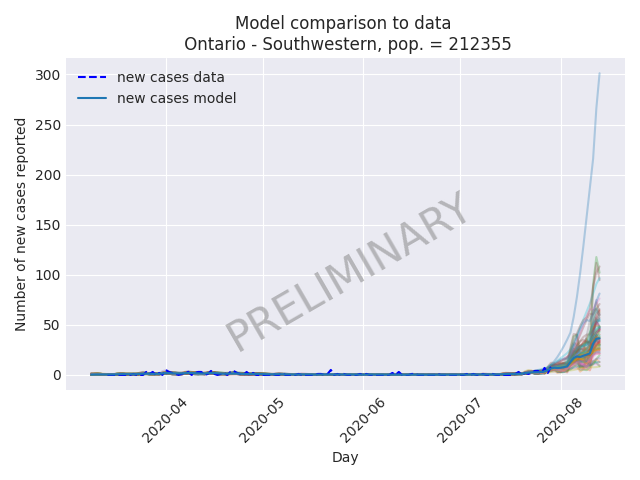 Model comparison to data
Ontario - Southwestern, pop. = 212355
new cases data
new cases model
Number of new cases reported
300
250
200
150
100
50
0
PRELIMINARY
2020-04
2020-05
2020-06
2020-07
2020-08
Day